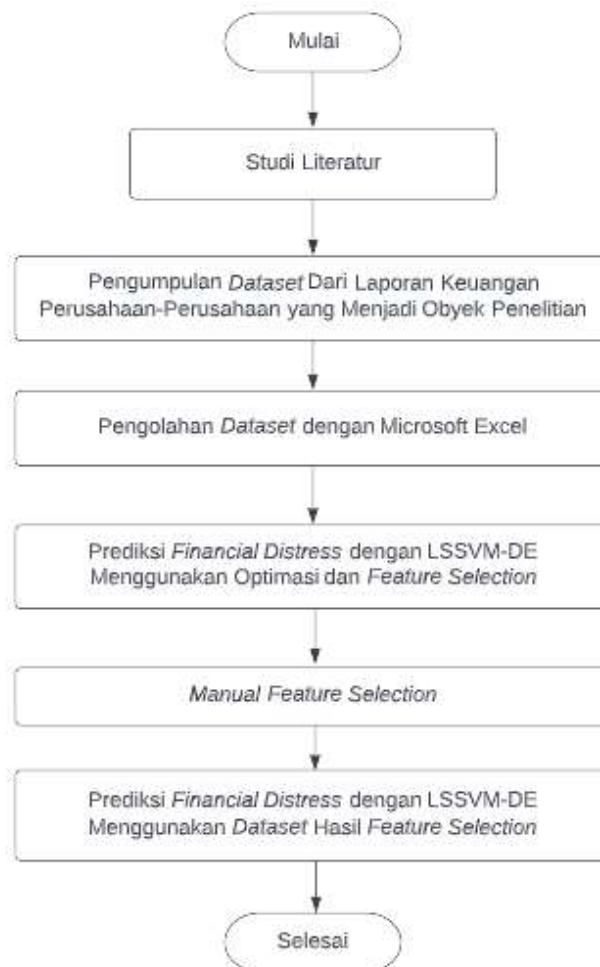 Mulai
Studi Literatur
Pengumpulan Dataset Dari Laporan Keuangan
Perusahaan-Perusahaan yang Menjadi Obyek Penelitian
Pengolahan Dataset dengan Microsoft Excel
Prediksi Financial Distress dengan LSSVM-DE
Menggunakan Optimasi dan Feature Selection
Manual Feature Selection
Prediksi Financial Distress dengan LSSVM-DE
Menggunakan Dataset Hasil Feature Selection
Selesai